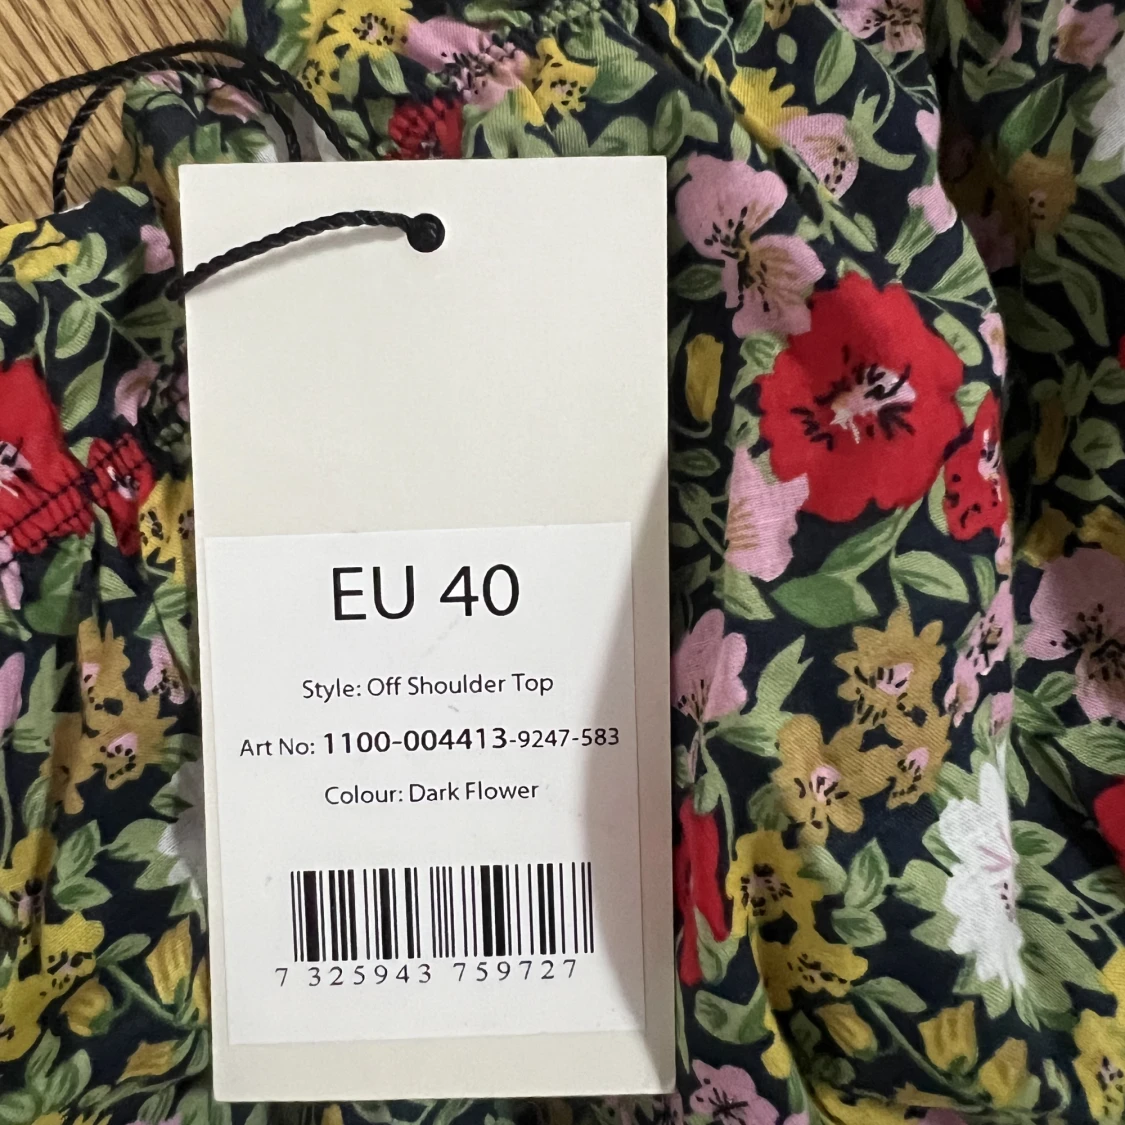 EU 40
Style: Off Shoulder Top
Art No: 1100-004413-9247-583
Colour: Dark Flower
7 325943 759727